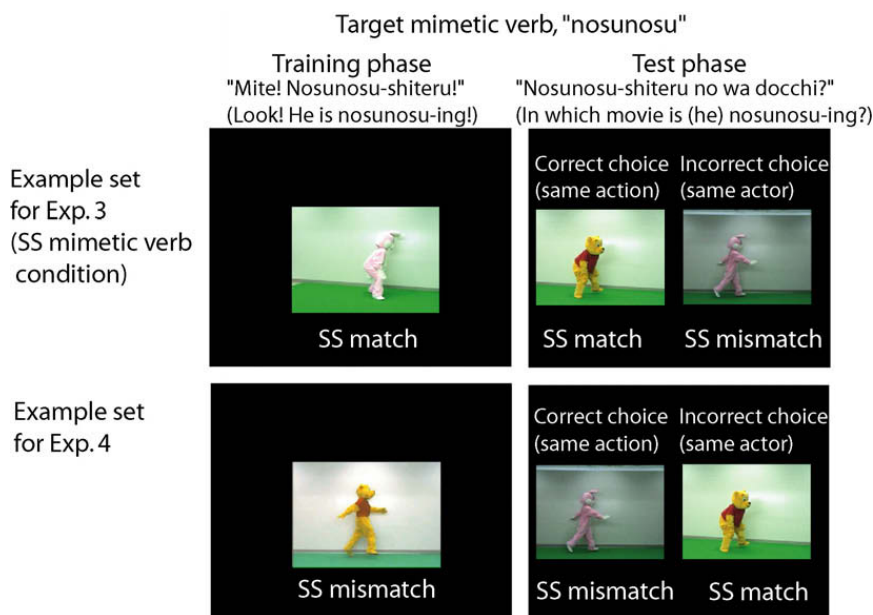 Target mimetic verb, "nosunosu"
Training phase
"Mite! Nosunosu-shiteru!"
(Look! He is nosunosu-ing!)
Test phase
"Nosunosu-shiteru no wa docchi?"
(In which movie is (he) nosunosu-ing?)
Example set
for Exp. 3
(SS mimetic verb
condition)
SS match
Correct choice
(same action)
Incorrect choice
(same actor)
SS match
SS mismatch
Example set
for Exp. 4
SS mismatch
Correct choice
(same action)
Incorrect choice
(same actor)
SS mismatch
SS match